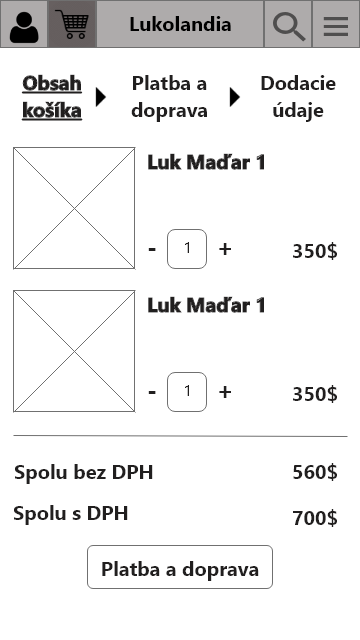 Lukolandia
Obsah košíka
Platba a doprava
Dodacie údaje
Luk Maďar 1
- 1 + 350$
Luk Maďar 1
- 1 + 350$
Spolu bez DPH 560$
Spolu s DPH 700$
Platba a doprava